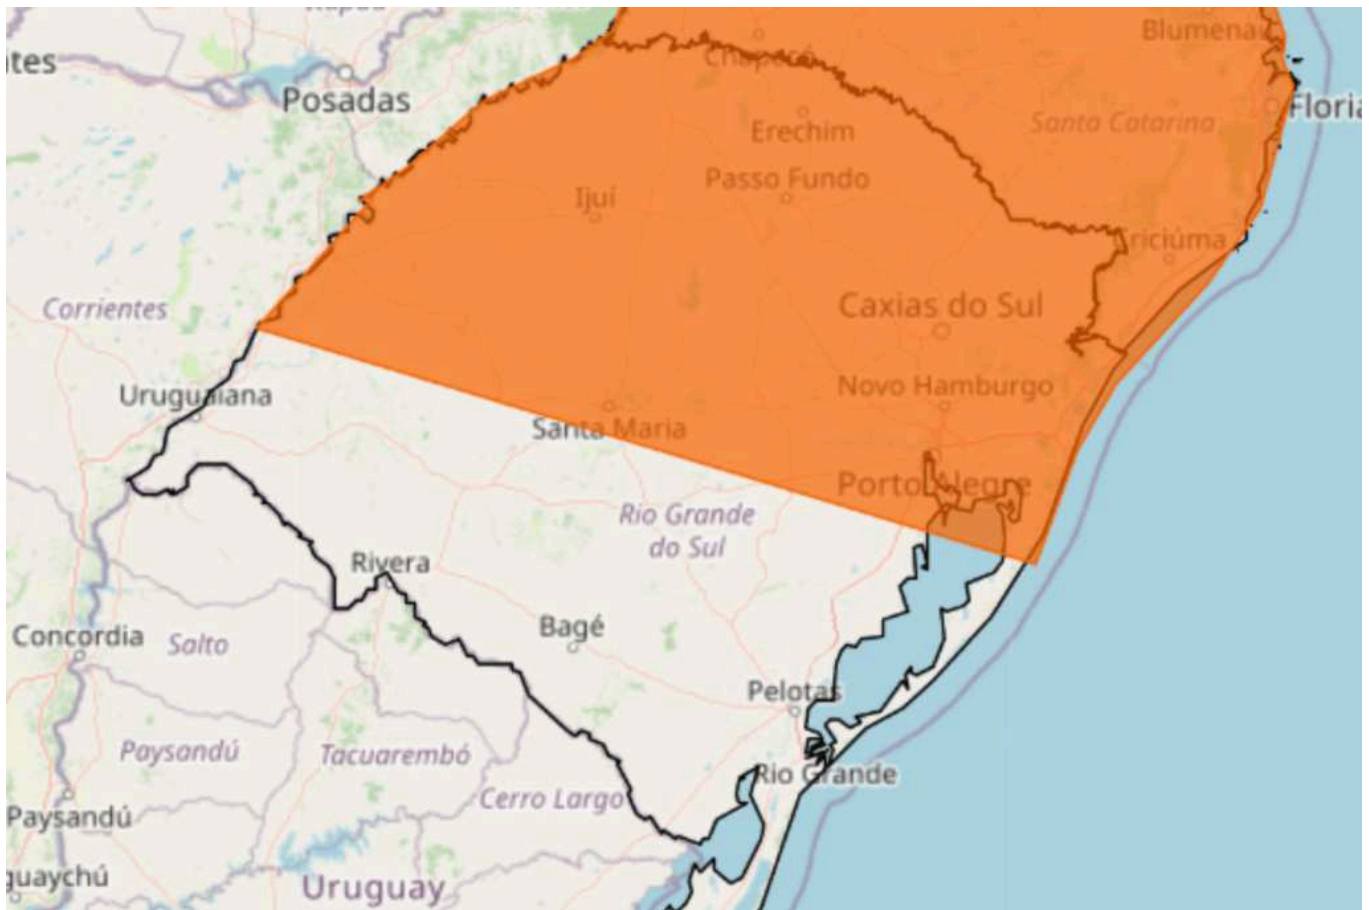 Blumenau
ntes
Chapecó
Posadas
Floria
Erechim
Santa Catarina
Passo Fundo
Ijuí
Criciúma
Corrientes
Caxias do Sul
Novo Hamburgo
Uruguaiana
Santa Maria
Porto Alegre
Rio Grande
do Sul
Rivera
Bagé
Concordia
Salto
Pelotas
Paysandú
Tacuarembó
Rio Grande
Cerro Largo
Paysandú
guaychú
Uruguay